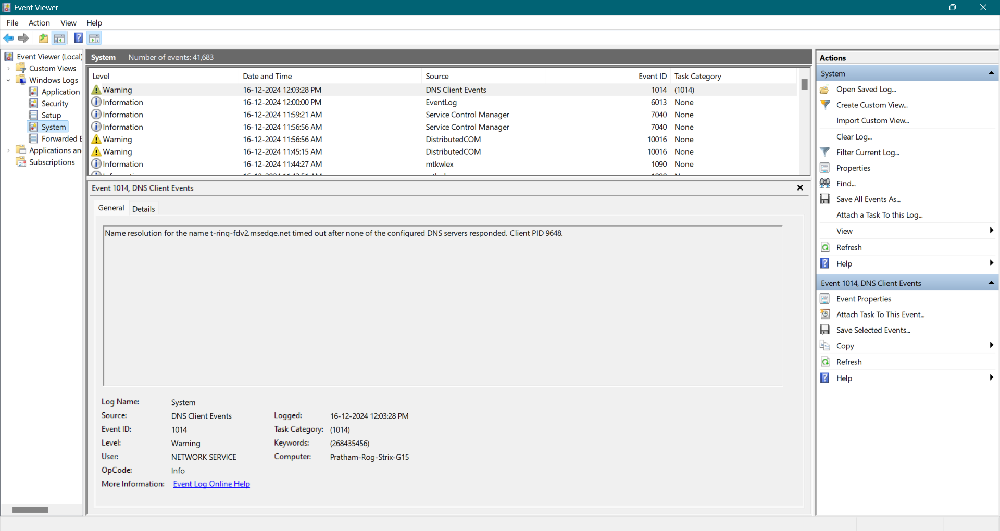 Event Viewer
File Action View Help
Event Viewer (Local)
Custom Views
Windows Logs
Application
Security
Setup
System
Forwarded E
Applications an
Subscriptions
System Number of events: 41,683
Level Date and Time Source Event ID Task Category
Warning 16-12-2024 12:03:28 PM DNS Client Events 1014 (1014)
Information 16-12-2024 12:00:00 PM EventLog 6013 None
Information 16-12-2024 11:59:21 AM Service Control Manager 7040 None
Information 16-12-2024 11:56:56 AM Service Control Manager 7040 None
Warning 16-12-2024 11:56:56 AM DistributedCOM 10016 None
Warning 16-12-2024 11:45:15 AM DistributedCOM 10016 None
Information 16-12-2024 11:44:27 AM mtkwlex 1090 None
Event 1014, DNS Client Events
General Details
Name resolution for the name t-ring-fdv2.msedge.net timed out after none of the configured DNS servers responded. Client PID 9648.
Log Name: System
Source: DNS Client Events Logged: 16-12-2024 12:03:28 PM
Event ID: 1014 Task Category: (1014)
Level: Warning Keywords: (268435456)
User: NETWORK SERVICE Computer: Pratham-Rog-Strix-G15
OpCode: Info
More Information: Event Log Online Help
Actions
System
Open Saved Log...
Create Custom View...
Import Custom View...
Clear Log...
Filter Current Log...
Properties
Find...
Save All Events As...
Attach a Task To this Log...
View
Refresh
Help
Event 1014, DNS Client Events
Event Properties
Attach Task To This Event...
Save Selected Events...
Copy
Refresh
Help